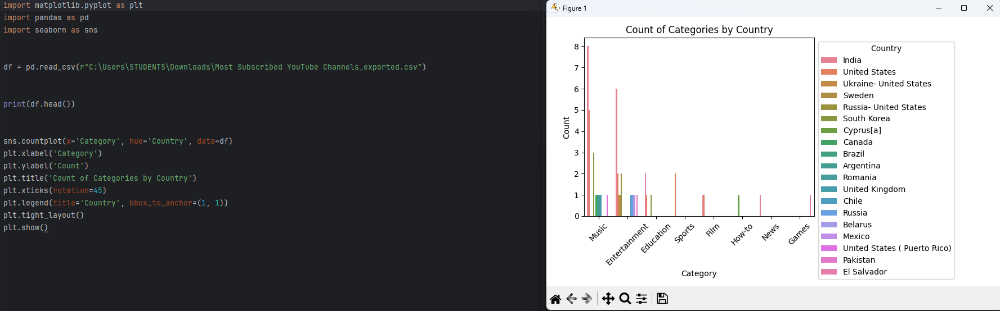 import matplotlib.pyplot as plt
import pandas as pd
import seaborn as sns
df = pd.read_csv(r"C:\Users\STUDENTS\Downloads\Most Subscribed YouTube Channels_exported.csv")
print(df.head())
sns.countplot(x='Category', hue='Country', data=df)
plt.xlabel('Category')
plt.ylabel('Count')
plt.title('Count of Categories by Country')
plt.xticks(rotation=45)
plt.legend(title='Country', bbox_to_anchor=(1, 1))
plt.tight_layout()
plt.show()
Figure 1
Count of Categories by Country
8
7
6
5
4
3
2
1
0
Count
Music
Entertainment
Education
Sports
Film
How-to
News
Games
Category
Country
India
United States
Ukraine- United States
Sweden
Russia- United States
South Korea
Cyprus[a]
Canada
Brazil
Argentina
Romania
United Kingdom
Chile
Russia
Belarus
Mexico
United States ( Puerto Rico)
Pakistan
El Salvador